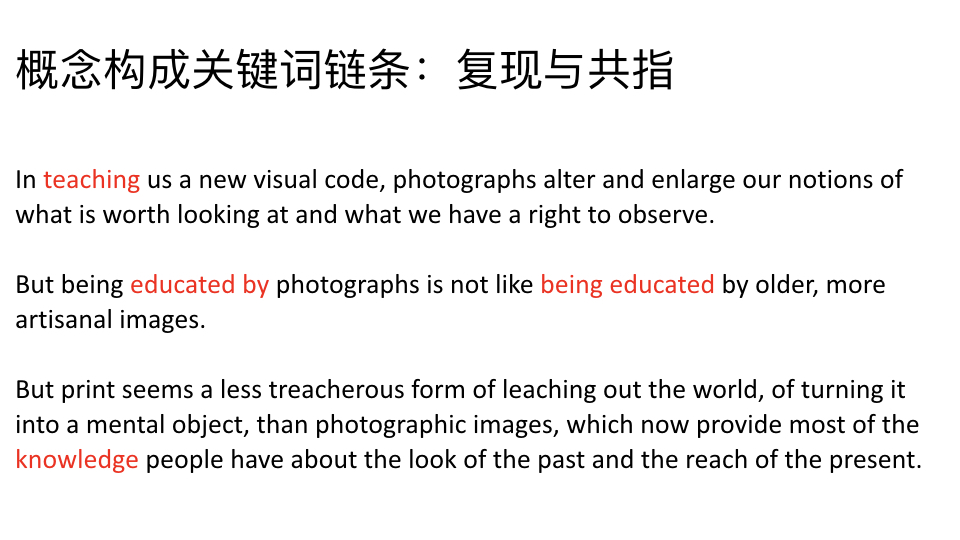 概念构成关键词链条：复现与共指
In teaching us a new visual code, photographs alter and enlarge our notions of
what is worth looking at and what we have a right to observe.
But being educated by photographs is not like being educated by older, more
artisanal images.
But print seems a less treacherous form of leaching out the world, of turning it
into a mental object, than photographic images, which now provide most of the
knowledge people have about the look of the past and the reach of the present.